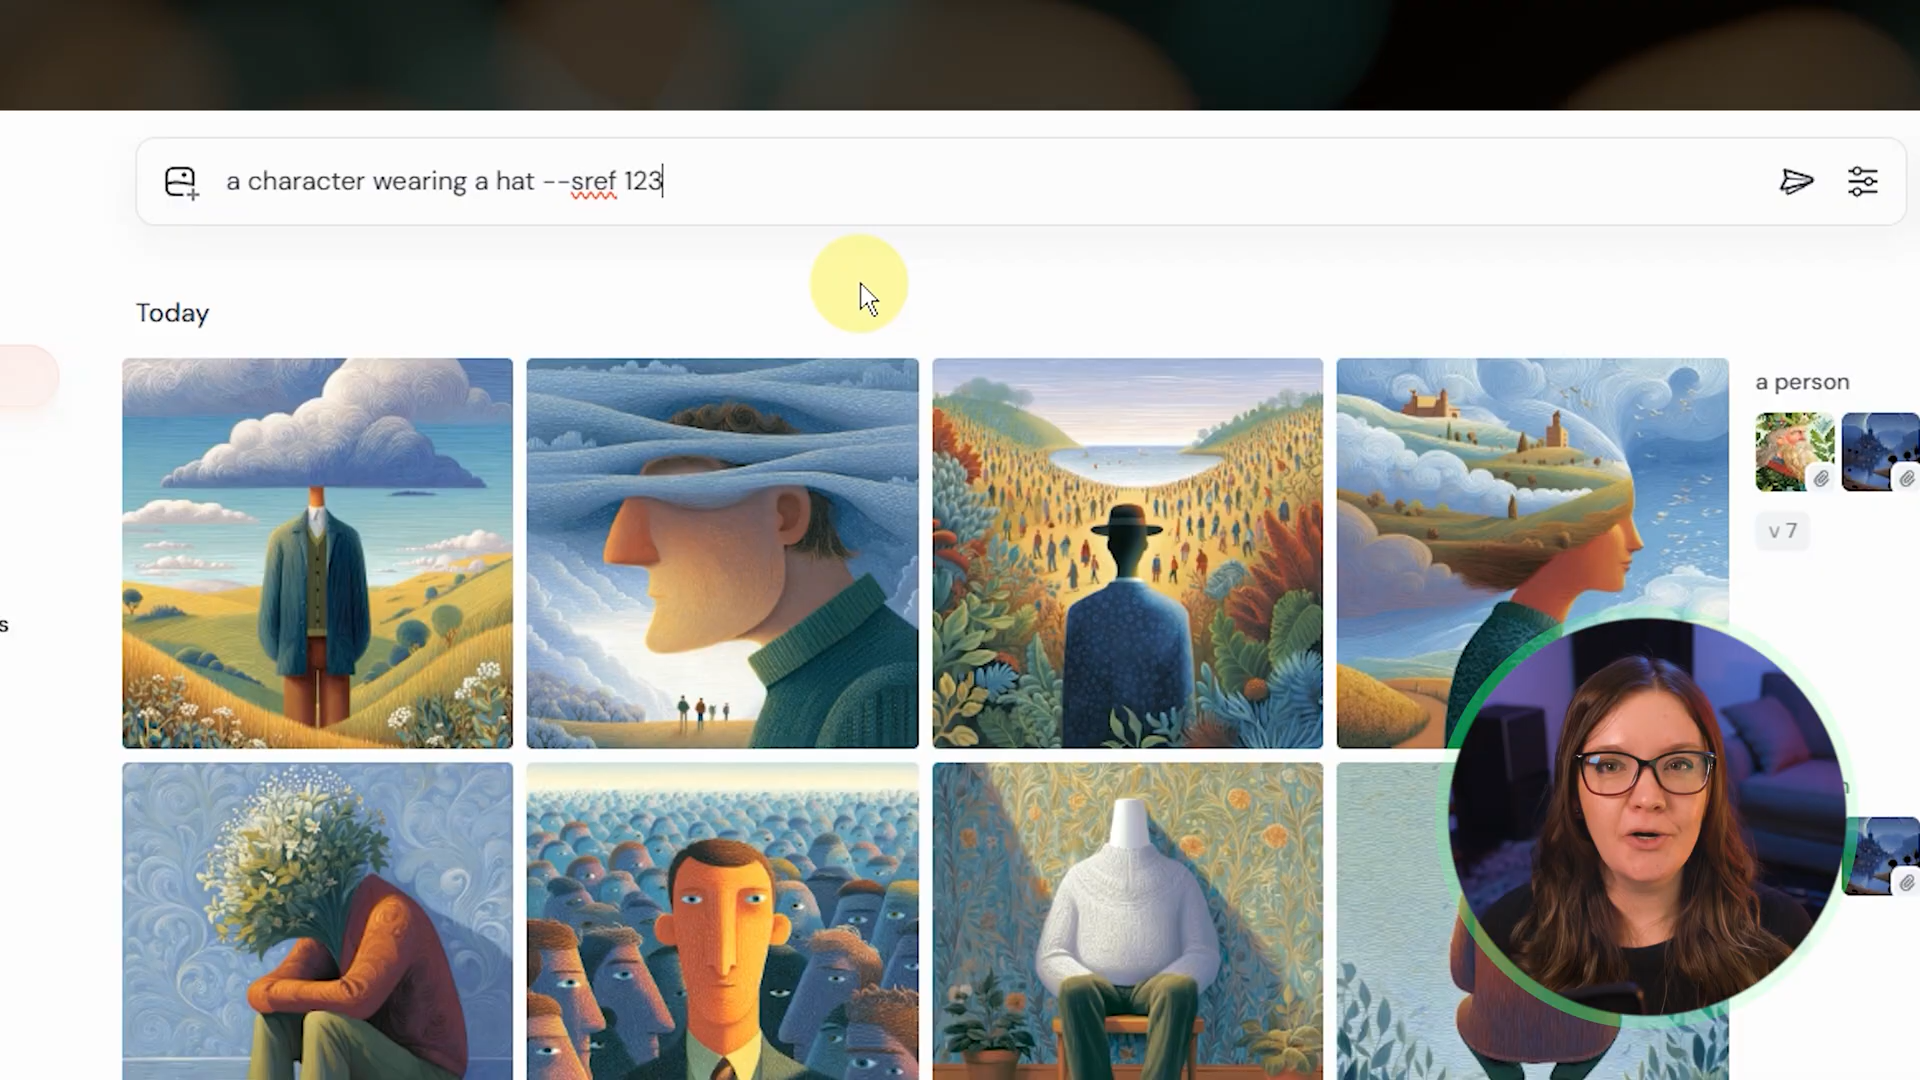 a character wearing a hat --sref 123
Today
a person
v 7
s